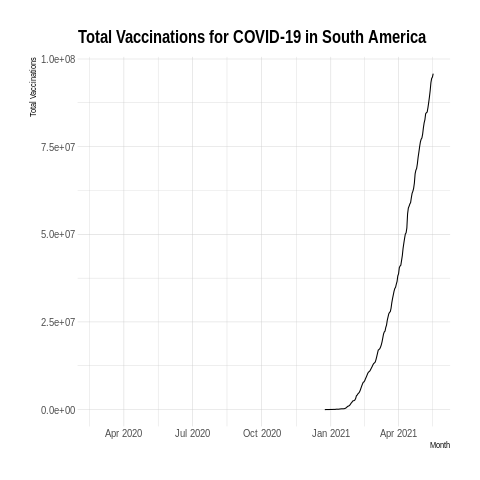 Total Vaccinations for COVID-19 in South America
Total Vaccinations
1.0e+08
7.5e+07
5.0e+07
2.5e+07
0.0e+00
Apr 2020 Jul 2020 Oct 2020 Jan 2021 Apr 2021
Month